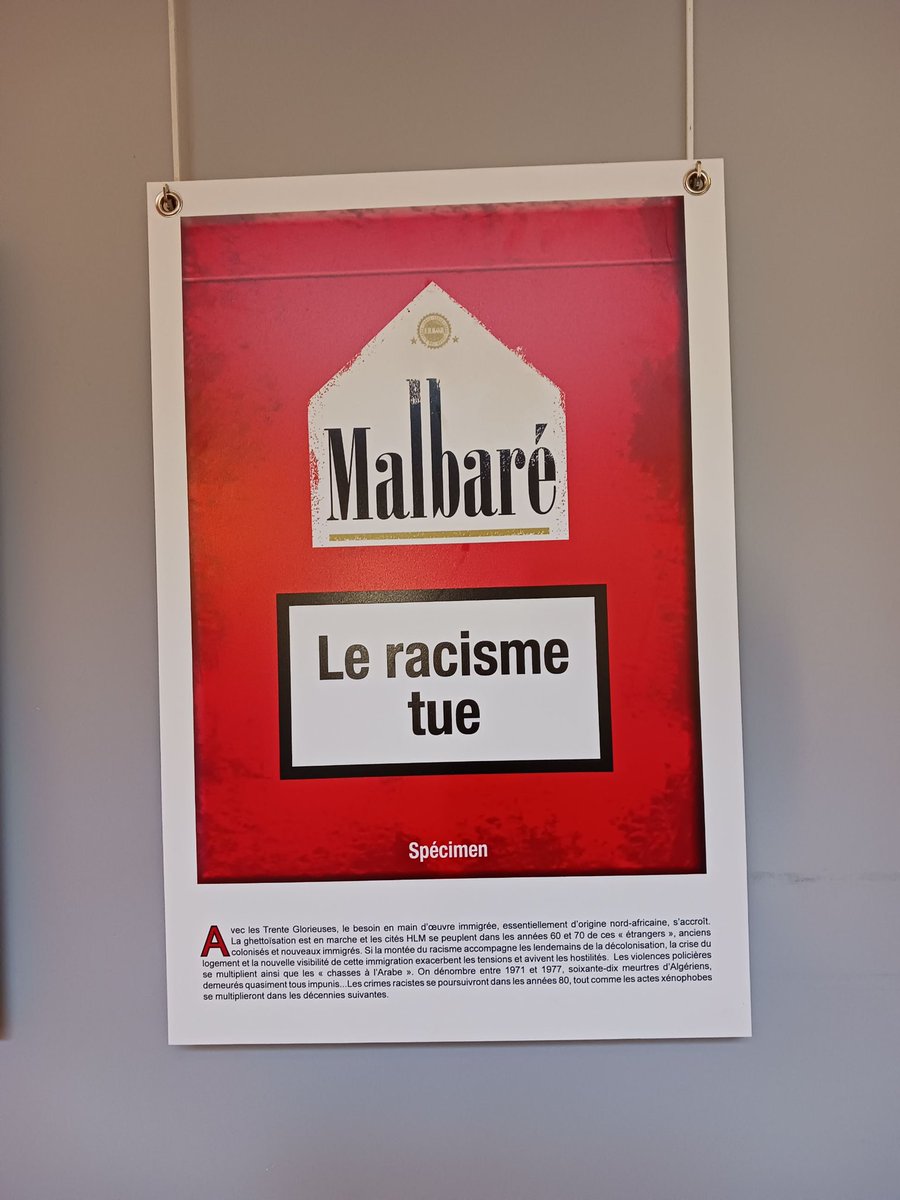 Malbaré
Le racisme
tue
Spécimen
Avec les Trente Glorieuses, le besoin en main d'œuvre immigrée, essentiellement d'origine nord-africaine, s'accroît.
La ghettoïsation est en marche et les cités HLM se peuplent dans les années 60 et 70 de ces « étrangers », anciens
colonisés et nouveaux immigrés. Si la montée du racisme accompagne les lendemains de la décolonisation, la crise du
logement et la nouvelle visibilité de cette immigration exacerbent les tensions et avivent les hostilités. Les violences policières
se multiplient ainsi que les « chasses à l'Arabe ». On dénombre entre 1971 et 1977, soixante-dix meurtres d'Algériens,
demeurés quasiment tous impunis...Les crimes racistes se poursuivront dans les années 80, tout comme les actes xénophobes
se multiplieront dans les décennies suivantes.